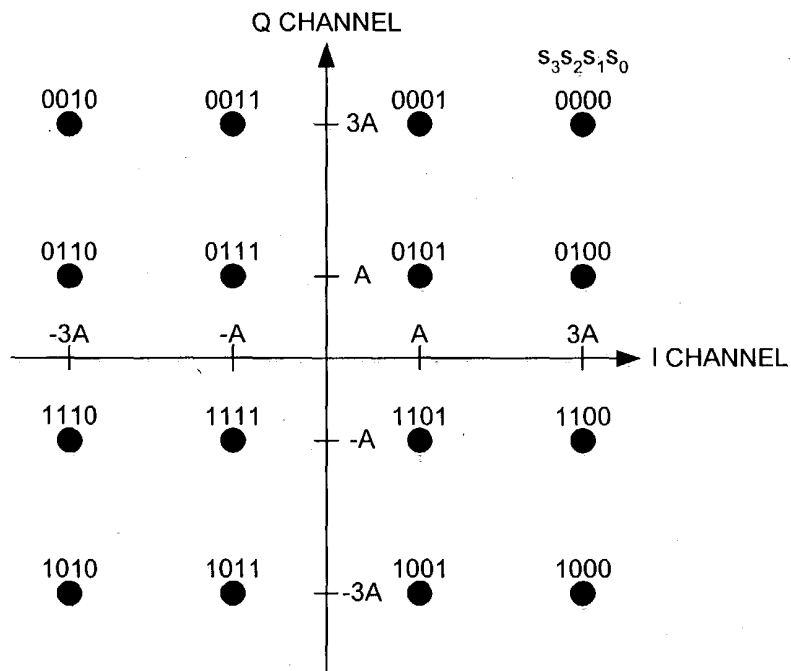 Q CHANNEL
s₃s₂s₁s₀
0010 0011 0001 0000
3A
0110 0111 0101 0100
A
-3A -A A 3A
I CHANNEL
1110 1111 1101 1100
-A
1010 1011 1001 1000
-3A